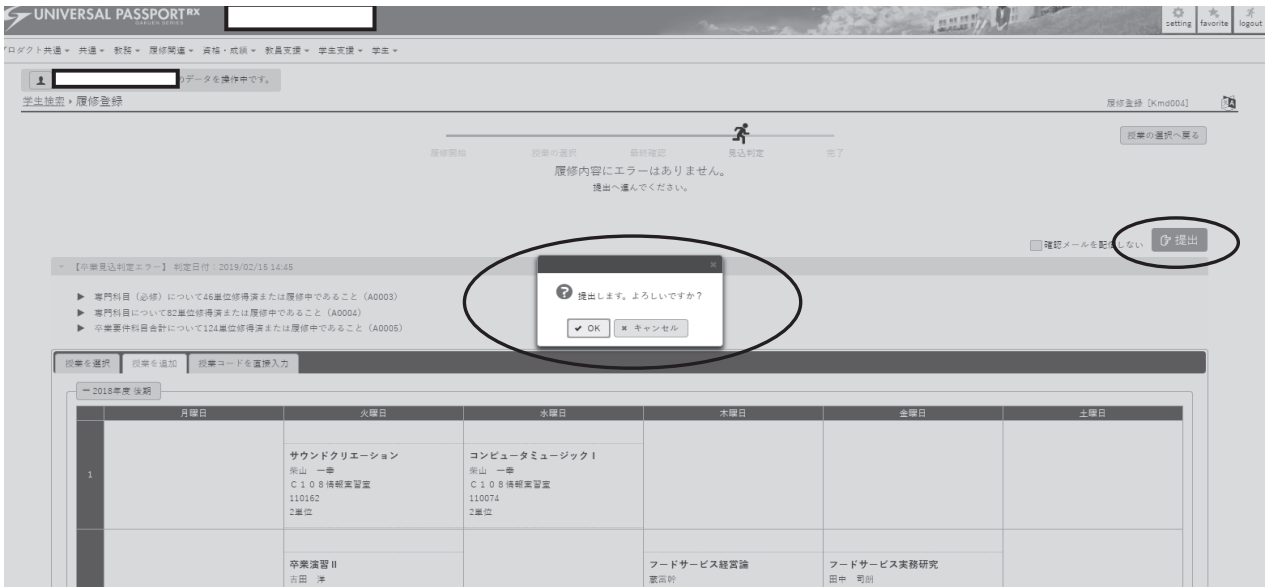 UNIVERSAL PASSPORT RX
GAKUEN SERIES
setting favorite logout
プロダクト共通 共通 教務 履修関連 資格・成績 教員支援 学生支援 学生
のデータを操作中です。
学生検索 履修登録
履修登録 [Kmd004]
授業の選択へ戻る
履修開始 授業の選択 最終確認 見込判定 完了
履修内容にエラーはありません。
提出へ進んでください。
確認メールを配信しない 提出
【卒業見込判定エラー】 判定日付:2019/02/15 14:45
専門科目(必修)について46単位修得済または履修中であること(A0003)
専門科目について82単位修得済または履修中であること(A0004)
卒業要件科目合計について124単位修得済または履修中であること(A0005)
提出します。よろしいですか?
OK キャンセル
授業を選択 授業を追加 授業コードを直接入力
2018年度 後期
月曜日 火曜日 水曜日 木曜日 金曜日 土曜日
1
サウンドクリエーション
柴山 一幸
C108情報実習室
110162
2単位
コンピュータミュージックI
柴山 一幸
C108情報実習室
110074
2単位
卒業演習II
古田 洋
フードサービス経営論
蔵富幹
フードサービス実務研究
田中 司朗